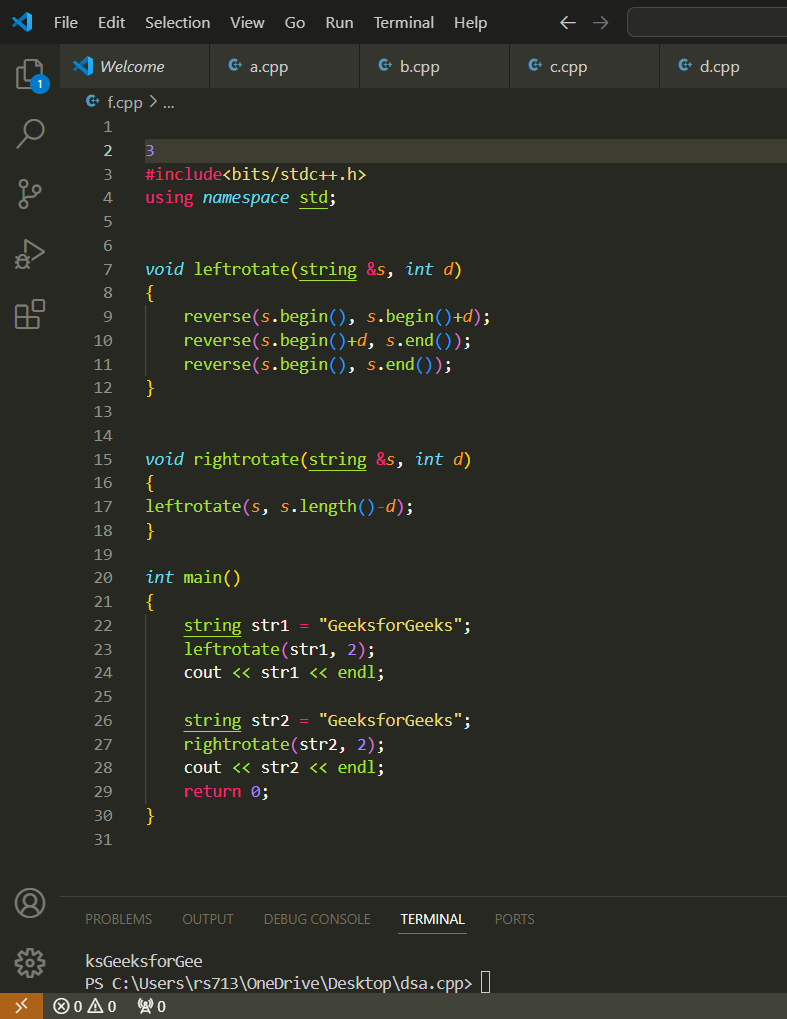 File Edit Selection View Go Run Terminal Help
Welcome a.cpp b.cpp c.cpp d.cpp
f.cpp > ...
1
1
2 3
3 #include<bits/stdc++.h>
4 using namespace std;
5
6
7 void leftrotate(string &s, int d)
8 {
9 reverse(s.begin(), s.begin()+d);
10 reverse(s.begin()+d, s.end());
11 reverse(s.begin(), s.end());
12 }
13
14
15 void rightrotate(string &s, int d)
16 {
17 leftrotate(s, s.length()-d);
18 }
19
20 int main()
21 {
22 string str1 = "GeeksforGeeks";
23 leftrotate(str1, 2);
24 cout << str1 << endl;
25
26 string str2 = "GeeksforGeeks";
27 rightrotate(str2, 2);
28 cout << str2 << endl;
29 return 0;
30 }
31
PROBLEMS OUTPUT DEBUG CONSOLE TERMINAL PORTS
ksGeeksforGee
PS C:\Users\rs713\OneDrive\Desktop\dsa.cpp>
0 0 0